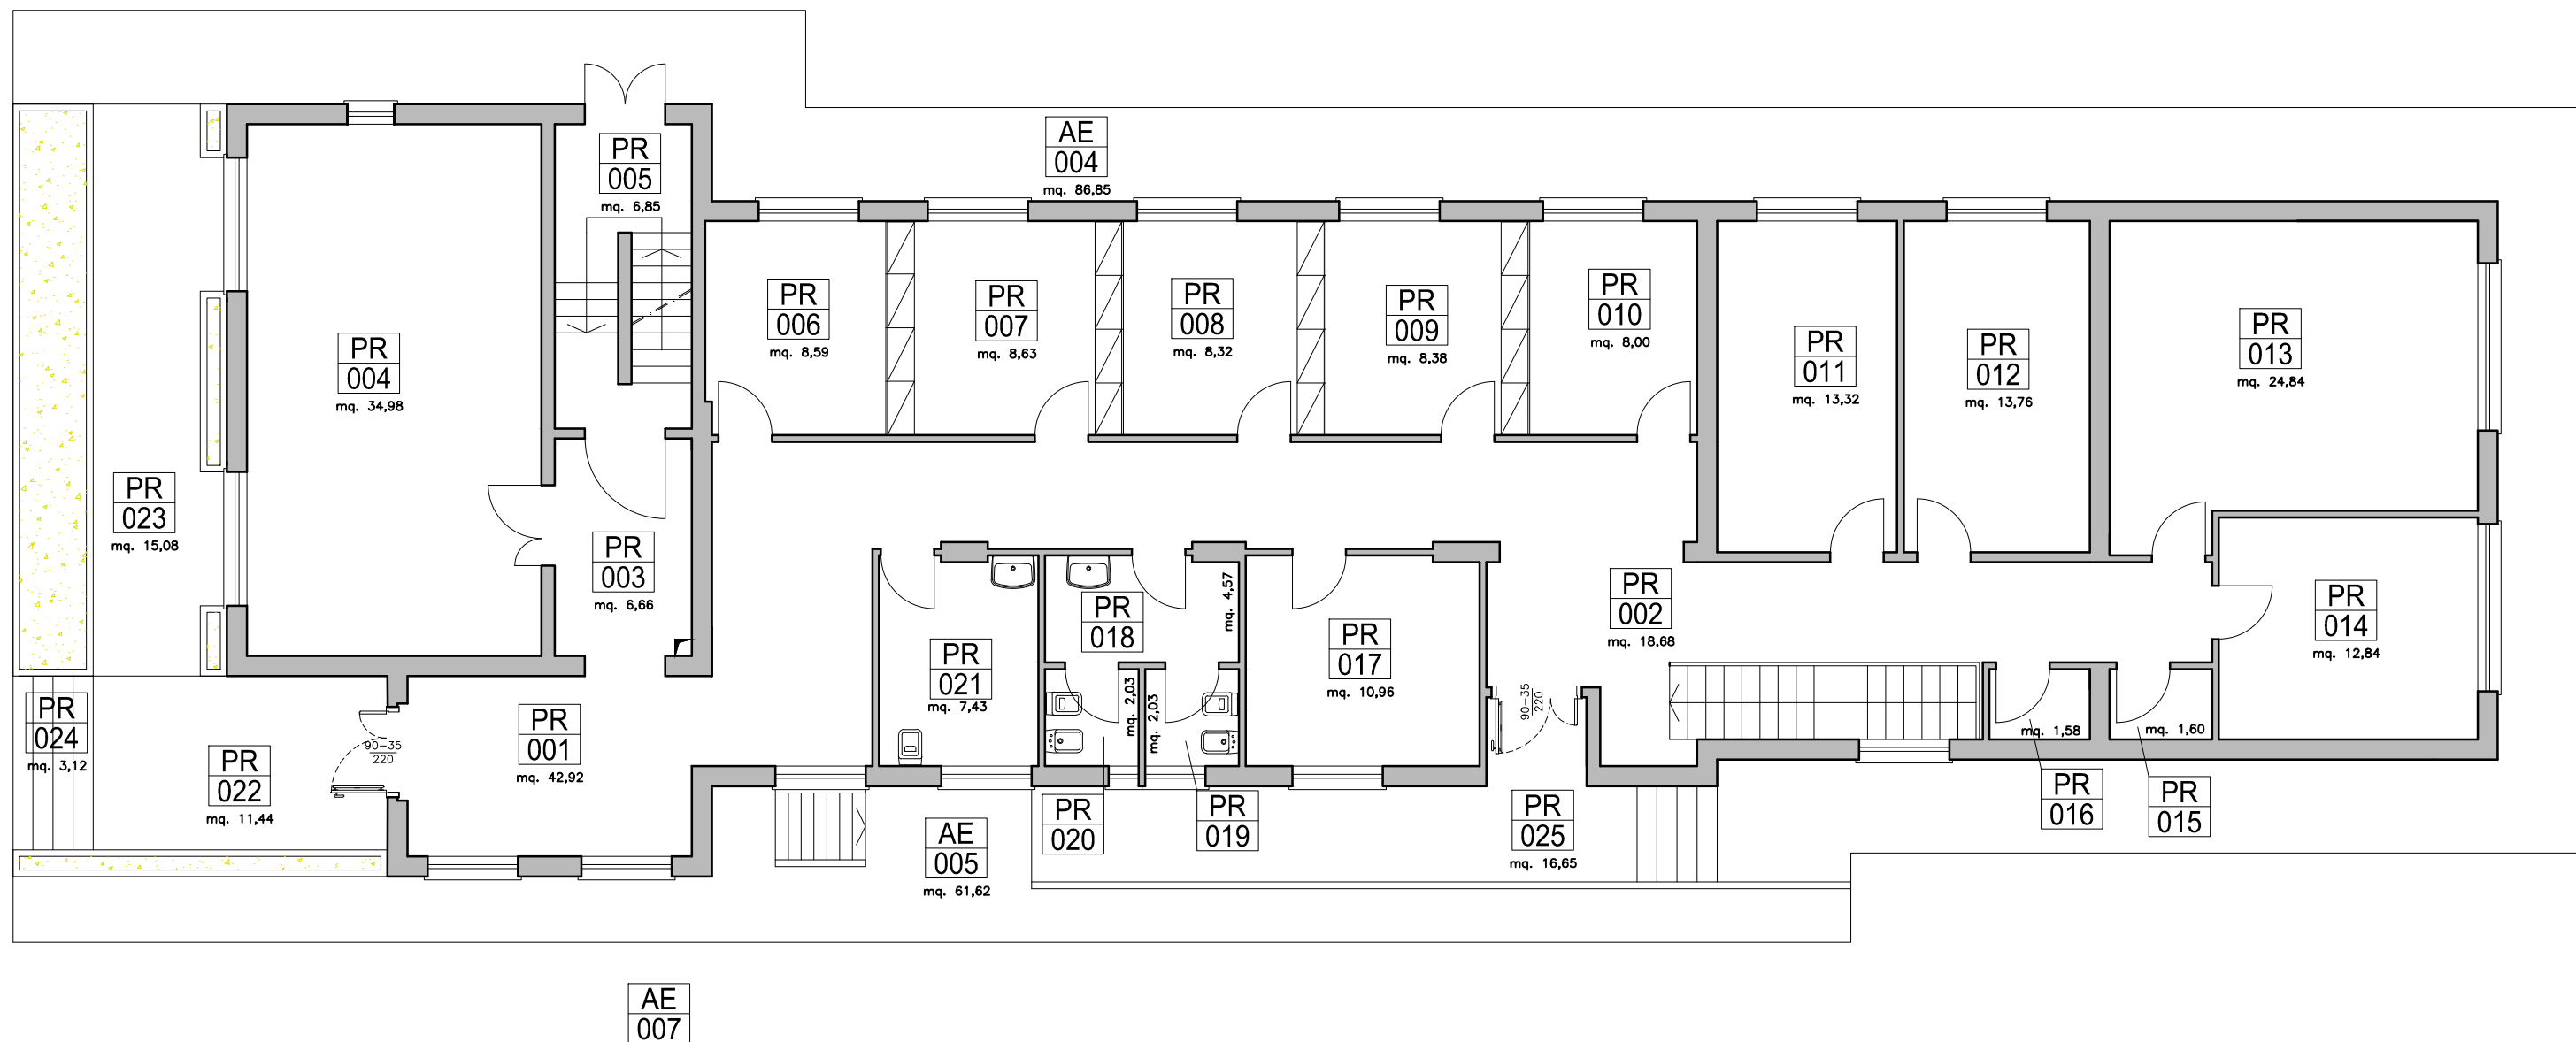 AE
004
mq. 86,85
PR
005
mq. 6,85
PR
006
mq. 8,59
PR
007
mq. 8,63
PR
008
mq. 8,32
PR
009
mq. 8,38
PR
010
mq. 8,00
PR
011
mq. 13,32
PR
012
mq. 13,76
PR
013
mq. 24,84
PR
004
mq. 34,98
PR
023
mq. 15,08
PR
003
mq. 6,66
PR
018
mq. 4,57
PR
002
mq. 18,68
PR
014
mq. 12,84
PR
017
mq. 10,96
PR
021
mq. 7,43
mq. 2,03
mq. 2,03
90-35
220
PR
024
mq. 3,12
PR
022
mq. 11,44
90-35
220
PR
001
mq. 42,92
mq. 1,58
mq. 1,60
PR
016
PR
015
PR
020
PR
019
PR
025
mq. 16,65
AE
005
mq. 61,62
AE
007